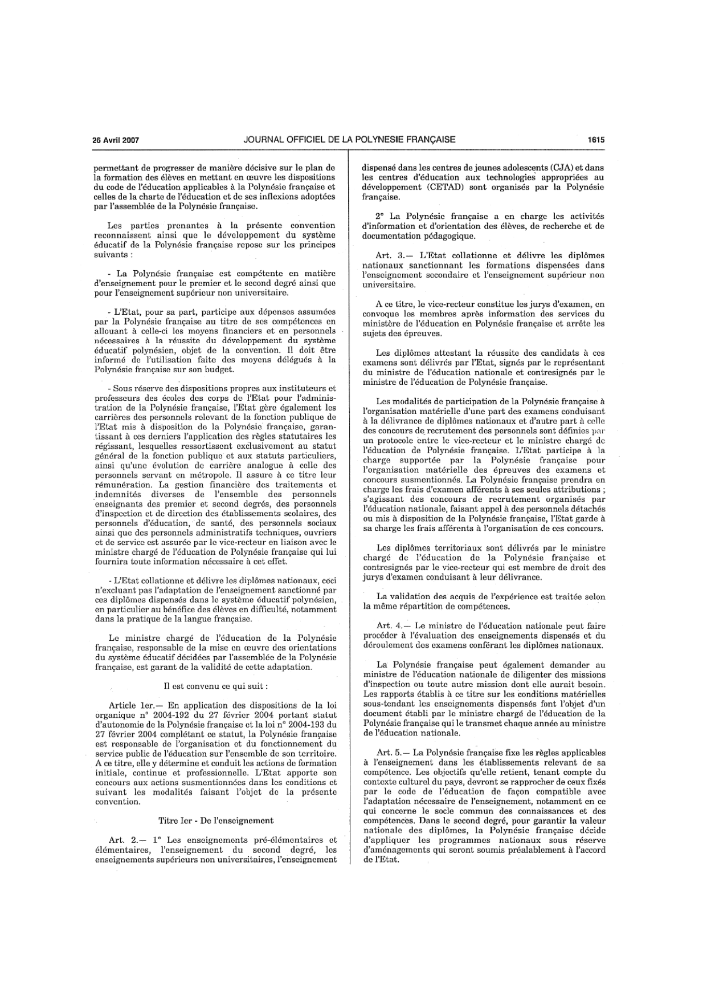 26 Avril 2007
JOURNAL OFFICIEL DE LA POLYNESIE FRANÇAISE
1615
permettant de progresser de manière décisive sur le plan de
la formation des élèves en mettant en œuvre les dispositions
du code de l'éducation applicables à la Polynésie française et
celles de la charte de l'éducation et de ses inflexions adoptées
par l'assemblée de la Polynésie française.
Les parties prenantes à la présente convention
reconnaissent ainsi que le développement du système
éducatif de la Polynésie française repose sur les principes
suivants :
- La Polynésie française est compétente en matière
d'enseignement pour le premier et le second degré ainsi que
pour l'enseignement supérieur non universitaire.
- L'Etat, pour sa part, participe aux dépenses assumées
par la Polynésie française au titre de ses compétences en
allouant à celle-ci les moyens financiers et en personnels
nécessaires à la réussite du développement du système
éducatif polynésien, objet de la convention. Il doit être
informé de l'utilisation faite des moyens délégués à la
Polynésie française sur son budget.
- Sous réserve des dispositions propres aux instituteurs et
professeurs des écoles des corps de l'Etat pour l'adminis-
tration de la Polynésie française, l'Etat gère également les
carrières des personnels relevant de la fonction publique de
l'Etat mis à disposition de la Polynésie française, garan-
tissant à ces derniers l'application des règles statutaires les
régissant, lesquelles ressortissent exclusivement au statut
général de la fonction publique et aux statuts particuliers,
ainsi qu'une évolution de carrière analogue à celle des
personnels servant en métropole. Il assure à ce titre leur
rémunération. La gestion financière des traitements et
indemnités diverses de l'ensemble des personnels
enseignants des premier et second degrés, des personnels
d'inspection et de direction des établissements scolaires, des
personnels d'éducation, de santé, des personnels sociaux
ainsi que des personnels administratifs techniques, ouvriers
et de service est assurée par le vice-recteur en liaison avec le
ministre chargé de l'éducation de Polynésie française qui lui
fournira toute information nécessaire à cet effet.
- L'Etat collationne et délivre les diplômes nationaux, ceci
n'excluant pas l'adaptation de l'enseignement sanctionné par
ces diplômes dispensés dans le système éducatif polynésien,
en particulier au bénéfice des élèves en difficulté, notamment
dans la pratique de la langue française.
Le ministre chargé de l'éducation de la Polynésie
française, responsable de la mise en œuvre des orientations
du système éducatif décidées par l'assemblée de la Polynésie
française, est garant de la validité de cette adaptation.
Il est convenu ce qui suit :
Article 1er.— En application des dispositions de la loi
organique n° 2004-192 du 27 février 2004 portant statut
d'autonomie de la Polynésie française et la loi n° 2004-193 du
27 février 2004 complétant ce statut, la Polynésie française
est responsable de l'organisation et du fonctionnement du
service public de l'éducation sur l'ensemble de son territoire.
A ce titre, elle y détermine et conduit les actions de formation
initiale, continue et professionnelle. L'Etat apporte son
concours aux actions susmentionnées dans les conditions et
suivant les modalités faisant l'objet de la présente
convention.
Titre Ier - De l'enseignement
Art. 2.— 1° Les enseignements pré-élémentaires et
élémentaires, l'enseignement du second degré, les
enseignements supérieurs non universitaires, l'enseignement
dispensé dans les centres de jeunes adolescents (CJA) et dans
les centres d'éducation aux technologies appropriées au
développement (CETAD) sont organisés par la Polynésie
française.
2° La Polynésie française a en charge les activités
d'information et d'orientation des élèves, de recherche et de
documentation pédagogique.
Art. 3.— L'Etat collationne et délivre les diplômes
nationaux sanctionnant les formations dispensées dans
l'enseignement secondaire et l'enseignement supérieur non
universitaire.
A ce titre, le vice-recteur constitue les jurys d'examen, en
convoque les membres après information des services du
ministère de l'éducation en Polynésie française et arrête les
sujets des épreuves.
Les diplômes attestant la réussite des candidats à ces
examens sont délivrés par l'Etat, signés par le représentant
du ministre de l'éducation nationale et contresignés par le
ministre de l'éducation de Polynésie française.
Les modalités de participation de la Polynésie française à
l'organisation matérielle d'une part des examens conduisant
à la délivrance de diplômes nationaux et d'autre part à celle
des concours de recrutement des personnels sont définies par
un protocole entre le vice-recteur et le ministre chargé de
l'éducation de Polynésie française. L'Etat participe à la
charge supportée par la Polynésie française pour
l'organisation matérielle des épreuves des examens et
concours susmentionnés. La Polynésie française prendra en
charge les frais d'examen afférents à ses seules attributions ;
s'agissant des concours de recrutement organisés par
l'éducation nationale, faisant appel à des personnels détachés
ou mis à disposition de la Polynésie française, l'Etat garde à
sa charge les frais afférents à l'organisation de ces concours.
Les diplômes territoriaux sont délivrés par le ministre
chargé de l'éducation de la Polynésie française et
contresignés par le vice-recteur qui est membre de droit des
jurys d'examen conduisant à leur délivrance.
La validation des acquis de l'expérience est traitée selon
la même répartition de compétences.
Art. 4.— Le ministre de l'éducation nationale peut faire
procéder à l'évaluation des enseignements dispensés et du
déroulement des examens conférant les diplômes nationaux.
La Polynésie française peut également demander au
ministre de l'éducation nationale de diligenter des missions
d'inspection ou toute autre mission dont elle aurait besoin.
Les rapports établis à ce titre sur les conditions matérielles
sous-tendant les enseignements dispensés font l'objet d'un
document établi par le ministre chargé de l'éducation de la
Polynésie française qui le transmet chaque année au ministre
de l'éducation nationale.
Art. 5.— La Polynésie française fixe les règles applicables
à l'enseignement dans les établissements relevant de sa
compétence. Les objectifs qu'elle retient, tenant compte du
contexte culturel du pays, devront se rapprocher de ceux fixés
par le code de l'éducation de façon compatible avec
l'adaptation nécessaire de l'enseignement, notamment en ce
qui concerne le socle commun des connaissances et des
compétences. Dans le second degré, pour garantir la valeur
nationale des diplômes, la Polynésie française décide
d'appliquer les programmes nationaux sous réserve
d'aménagements qui seront soumis préalablement à l'accord
de l'Etat.